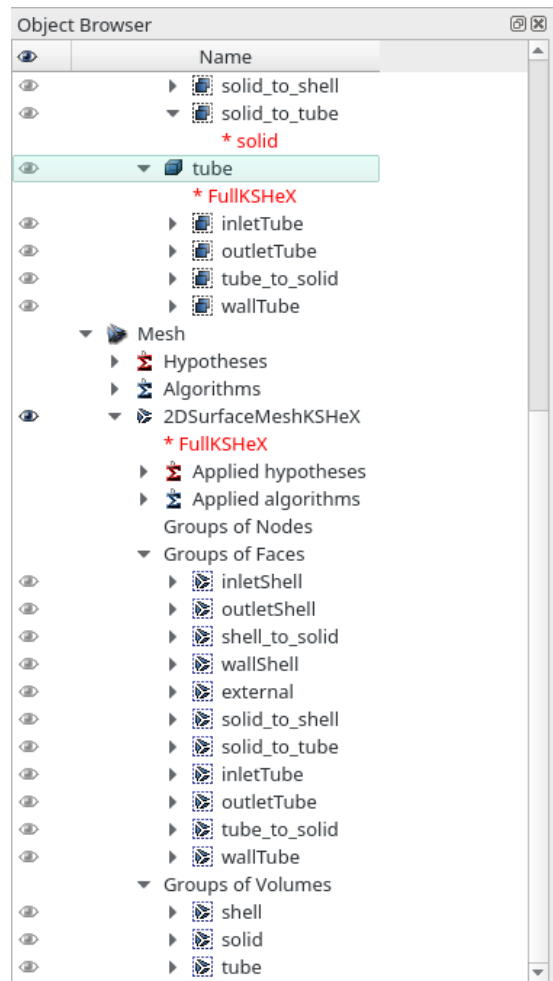 Object Browser
Name
solid_to_shell
solid_to_tube
* solid
tube
* FullKSHeX
inletTube
outletTube
tube_to_solid
wallTube
Mesh
Hypotheses
Algorithms
2DSurfaceMeshKSHeX
* FullKSHeX
Applied hypotheses
Applied algorithms
Groups of Nodes
Groups of Faces
inletShell
outletShell
shell_to_solid
wallShell
external
solid_to_shell
solid_to_tube
inletTube
outletTube
tube_to_solid
wallTube
Groups of Volumes
shell
solid
tube